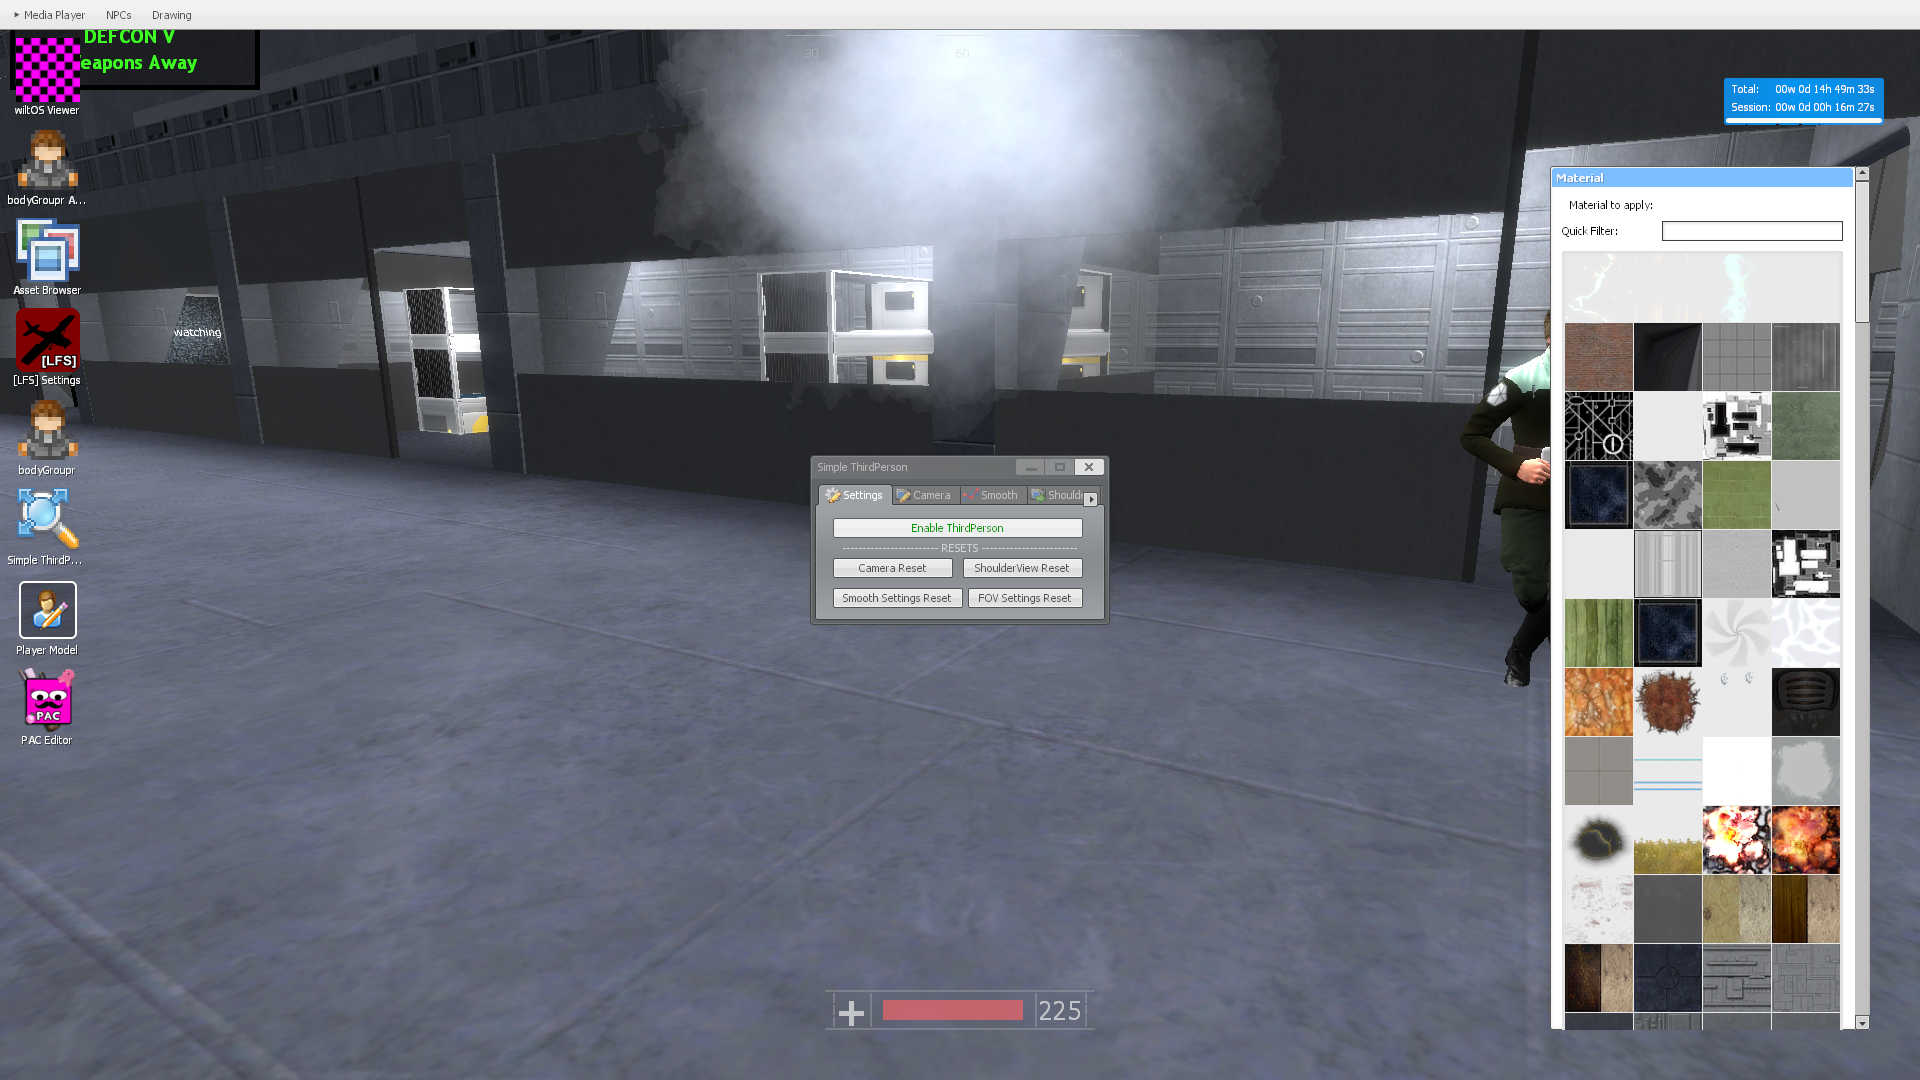 Media Player NPCs Drawing
DEFCON V
eapons Away
30 60
wiltOS Viewer
bodyGroupr A...
Asset Browser
[LFS]
[LFS] Settings
bodyGroupr
Simple ThirdP...
Player Model
PAC
PAC Editor
watching
Total: 00w 0d 14h 49m 33s
Session: 00w 0d 00h 16m 27s
Simple ThirdPerson
Settings Camera Smooth Should
Enable ThirdPerson
------------------------ RESETS ------------------------
Camera Reset ShoulderView Reset
Smooth Settings Reset FOV Settings Reset
Material
Material to apply:
Quick Filter:
225